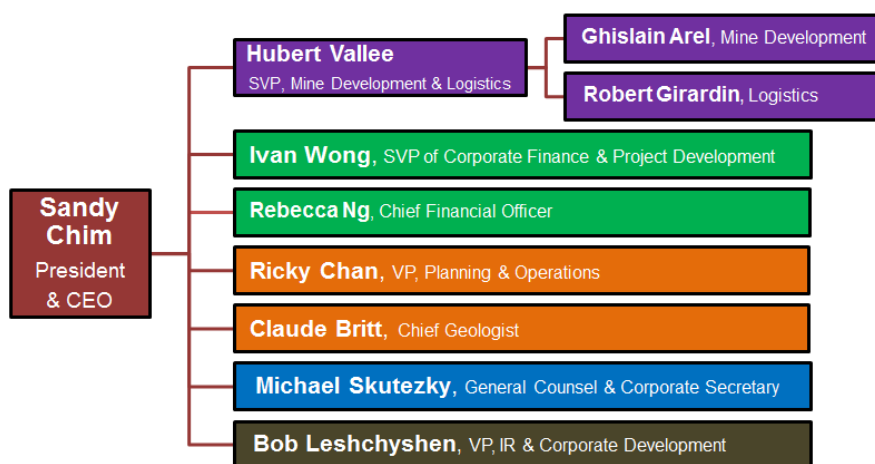 Sandy
Chim
President
& CEO
Hubert Vallee
SVP, Mine Development & Logistics
Ghislain Arel, Mine Development
Robert Girardin, Logistics
Ivan Wong, SVP of Corporate Finance & Project Development
Rebecca Ng, Chief Financial Officer
Ricky Chan, VP, Planning & Operations
Claude Britt, Chief Geologist
Michael Skutezky, General Counsel & Corporate Secretary
Bob Leshchyshen, VP, IR & Corporate Development